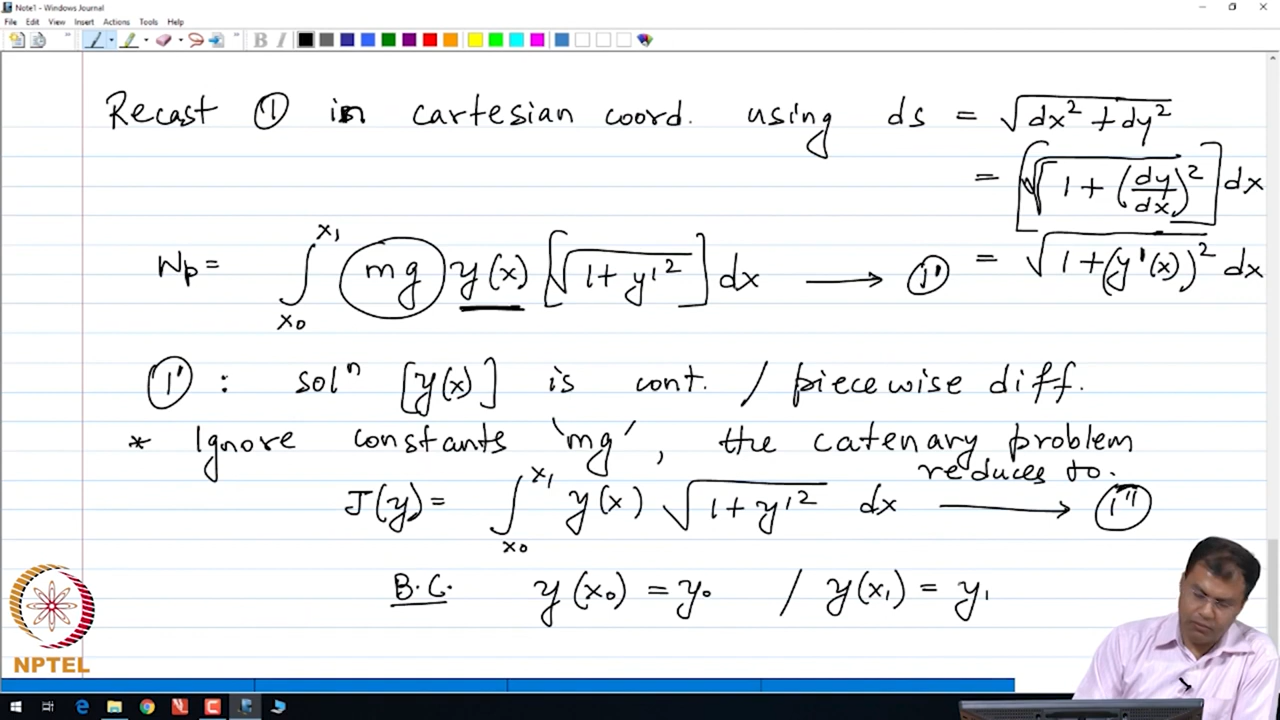 Note1 - Windows Journal
File Edit View Insert Actions Tools Help
B I
Recast ① in cartesian coord. using ds = √(dx² + dy²)
= [√(1 + (dy/dx)²)] dx
= √(1 + (y'(x))²) dx
Wp = ∫_{x₀}^{x₁} mg y(x) [√(1 + y'²)] dx → ①'
①' : solⁿ [y(x)] is cont. / piecewise diff.
* Ignore constants 'mg', the catenary problem
reduces to.
J(y) = ∫_{x₀}^{x₁} y(x) √(1 + y'²) dx → ①''
B.C. y(x₀) = y₀ / y(x₁) = y₁
NPTEL